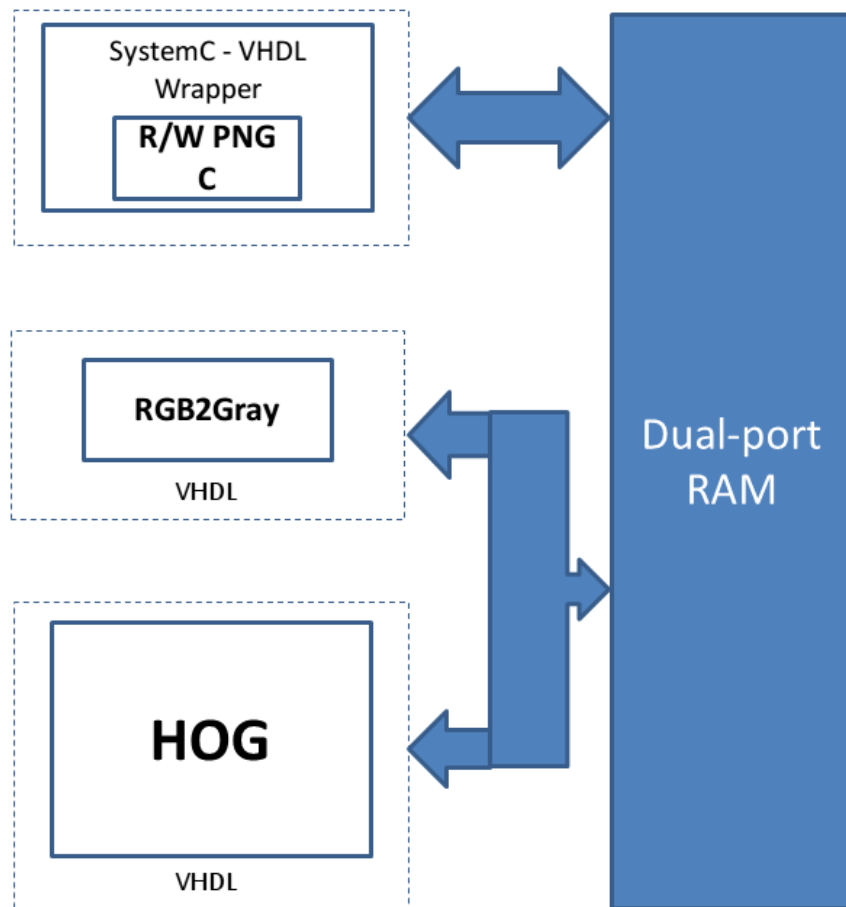 SystemC - VHDL
Wrapper
R/W PNG
C
RGB2Gray
VHDL
HOG
VHDL
Dual-port
RAM